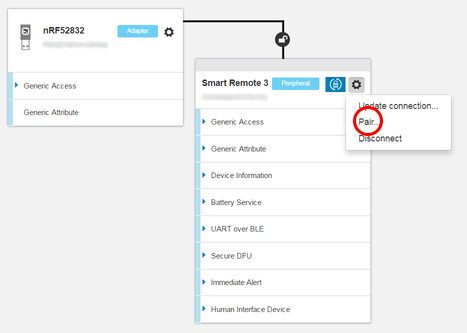 nRF52832
Adapter
Generic Access
Generic Attribute
Smart Remote 3
Peripheral
Update connection...
Pair...
Disconnect
Generic Access
Generic Attribute
Device Information
Battery Service
UART over BLE
Secure DFU
Immediate Alert
Human Interface Device